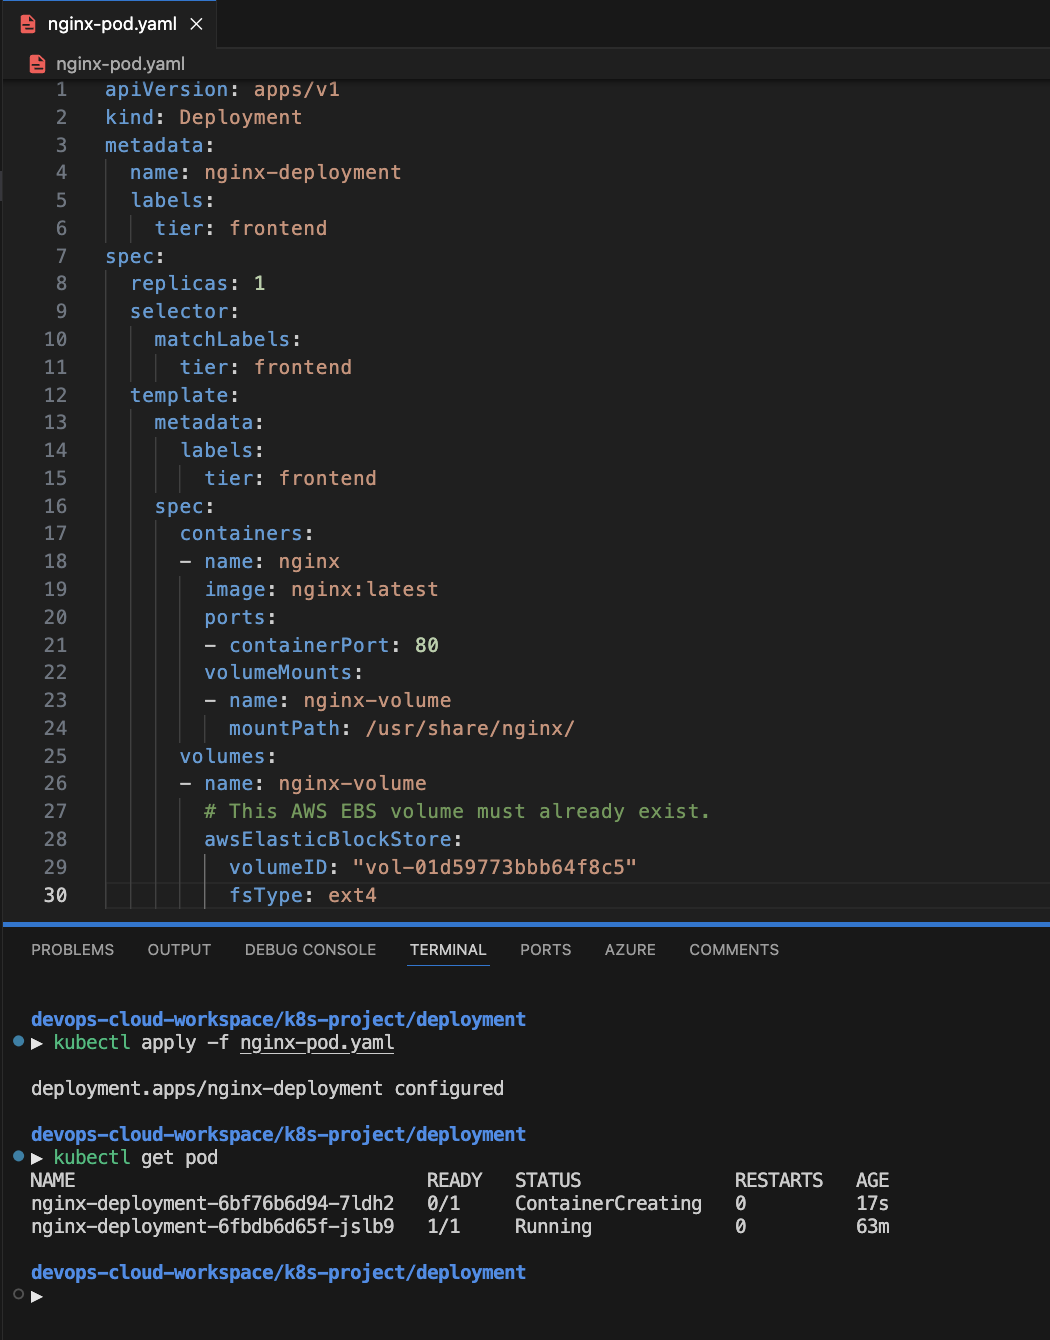 nginx-pod.yaml
nginx-pod.yaml
1 apiVersion: apps/v1
2 kind: Deployment
3 metadata:
4   name: nginx-deployment
5   labels:
6     tier: frontend
7 spec:
8   replicas: 1
9   selector:
10     matchLabels:
11       tier: frontend
12   template:
13     metadata:
14       labels:
15         tier: frontend
16     spec:
17       containers:
18       - name: nginx
19         image: nginx:latest
20         ports:
21         - containerPort: 80
22         volumeMounts:
23         - name: nginx-volume
24           mountPath: /usr/share/nginx/
25       volumes:
26       - name: nginx-volume
27         # This AWS EBS volume must already exist.
28         awsElasticBlockStore:
29           volumeID: "vol-01d59773bbb64f8c5"
30           fsType: ext4
PROBLEMS OUTPUT DEBUG CONSOLE TERMINAL PORTS AZURE COMMENTS
devops-cloud-workspace/k8s-project/deployment
kubectl apply -f nginx-pod.yaml
deployment.apps/nginx-deployment configured
devops-cloud-workspace/k8s-project/deployment
kubectl get pod
NAME READY STATUS RESTARTS AGE
nginx-deployment-6bf76b6d94-7ldh2 0/1 ContainerCreating 0 17s
nginx-deployment-6fbdb6d65f-jslb9 1/1 Running 0 63m
devops-cloud-workspace/k8s-project/deployment